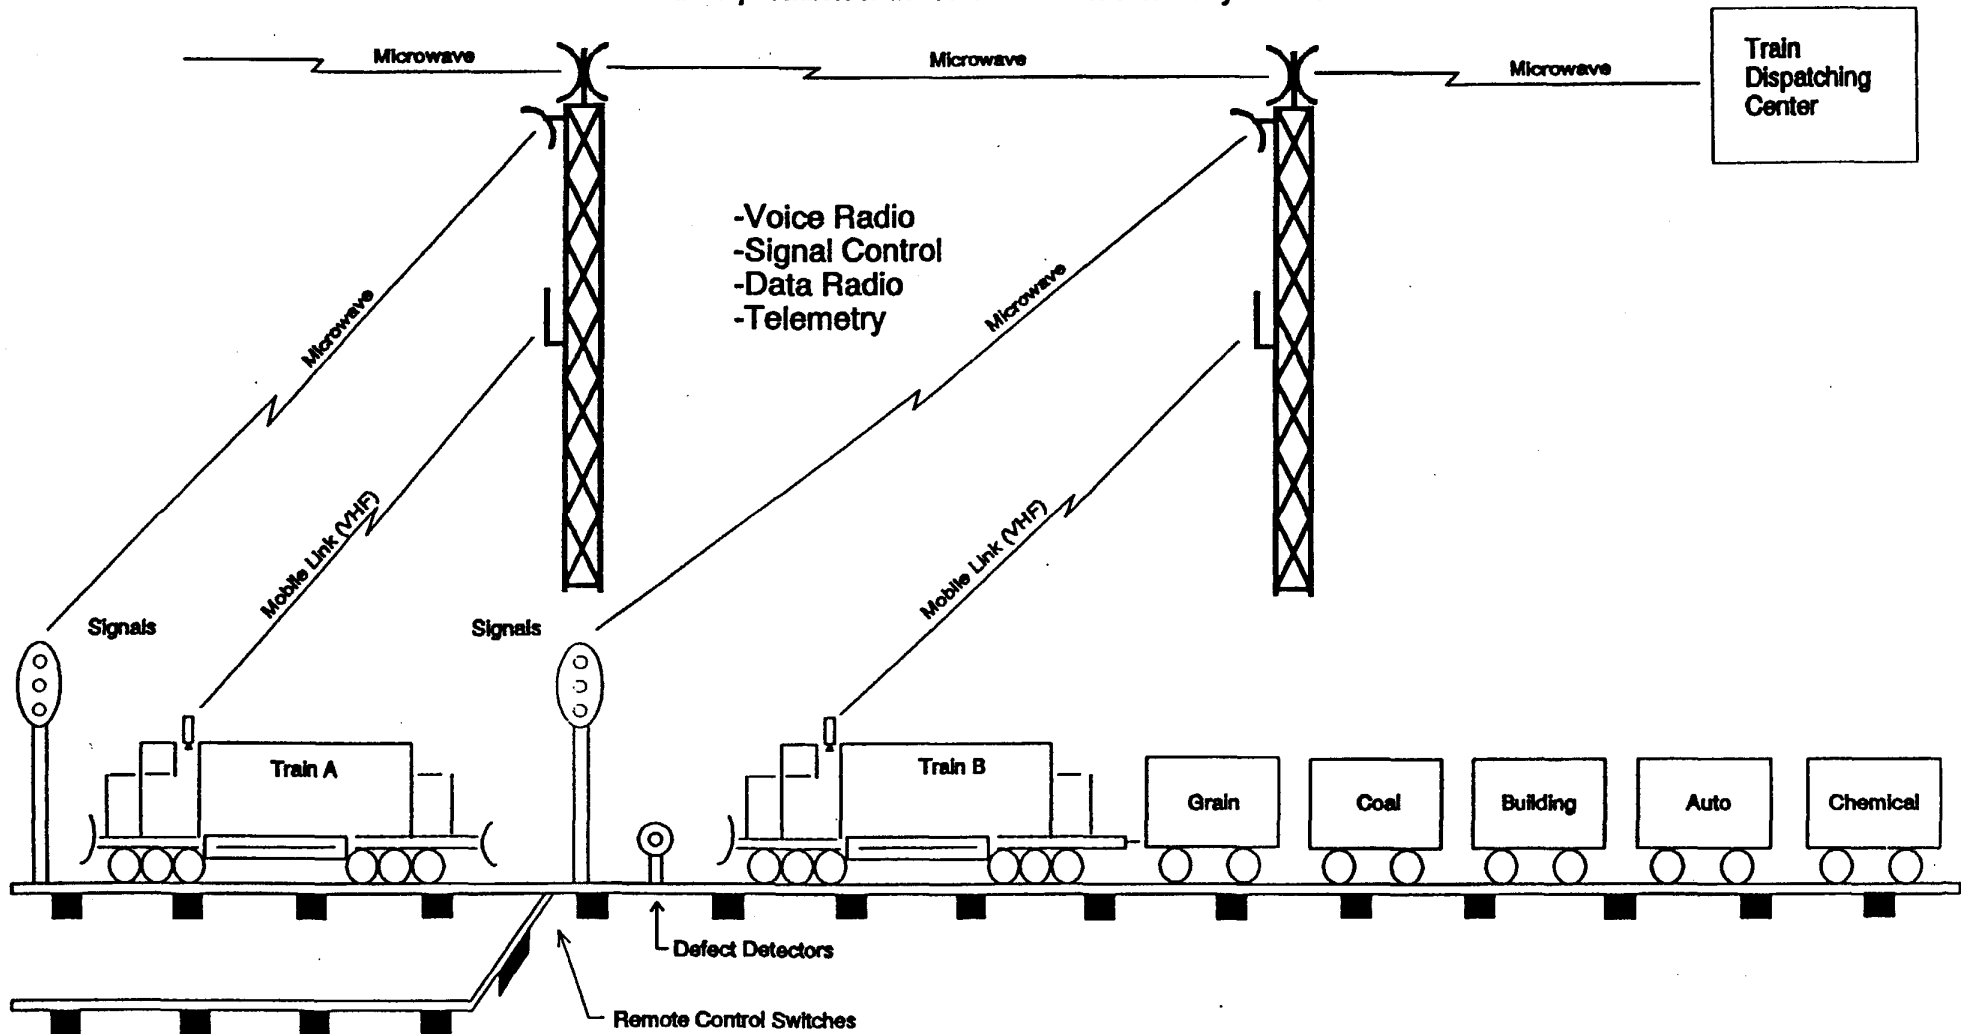 Microwave
Microwave
Microwave
Train
Dispatching
Center
-Voice Radio
-Signal Control
-Data Radio
-Telemetry
Microwave
Microwave
Mobile Link (VHF)
Mobile Link (VHF)
Signals
Signals
Train A
Train B
Grain
Coal
Building
Auto
Chemical
Defect Detectors
Remote Control Switches